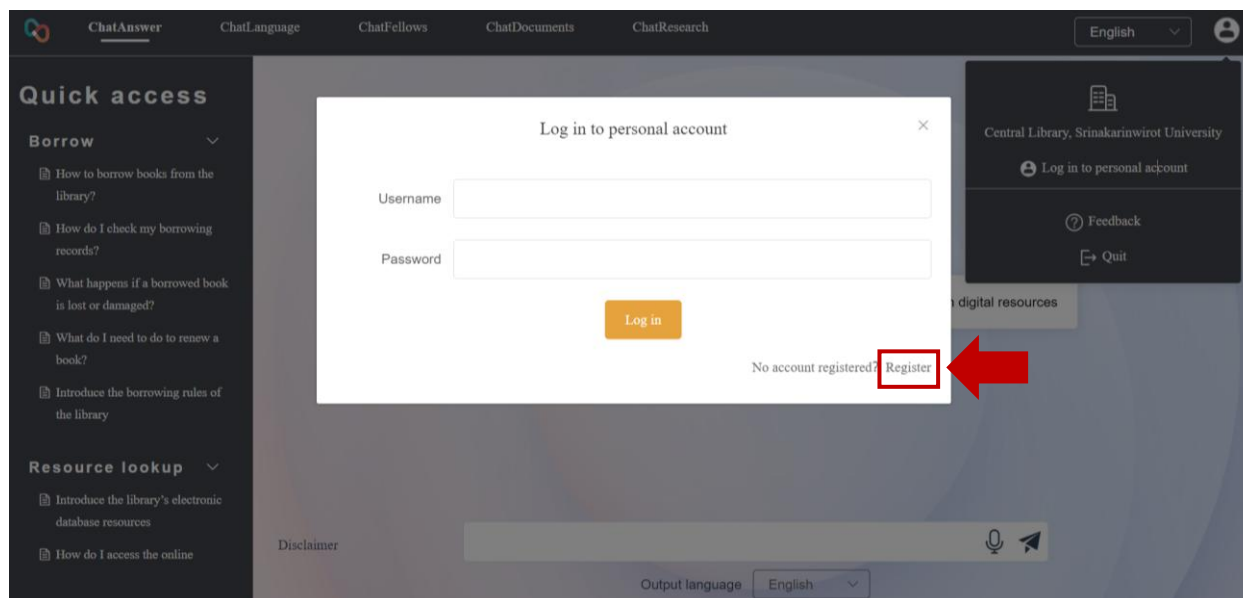 ChatAnswer ChatLanguage ChatFellows ChatDocuments ChatResearch English
Quick access
Borrow
How to borrow books from the
library?
How do I check my borrowing
records?
What happens if a borrowed book
is lost or damaged?
What do I need to do to renew a
book?
Introduce the borrowing rules of
the library
Resource lookup
Introduce the library's electronic
database resources
How do I access the online
Log in to personal account
Username
Password
Log in
No account registered? Register
Central Library, Srinakarinwirot University
Log in to personal account
Feedback
Quit
digital resources
Disclaimer
Output language English